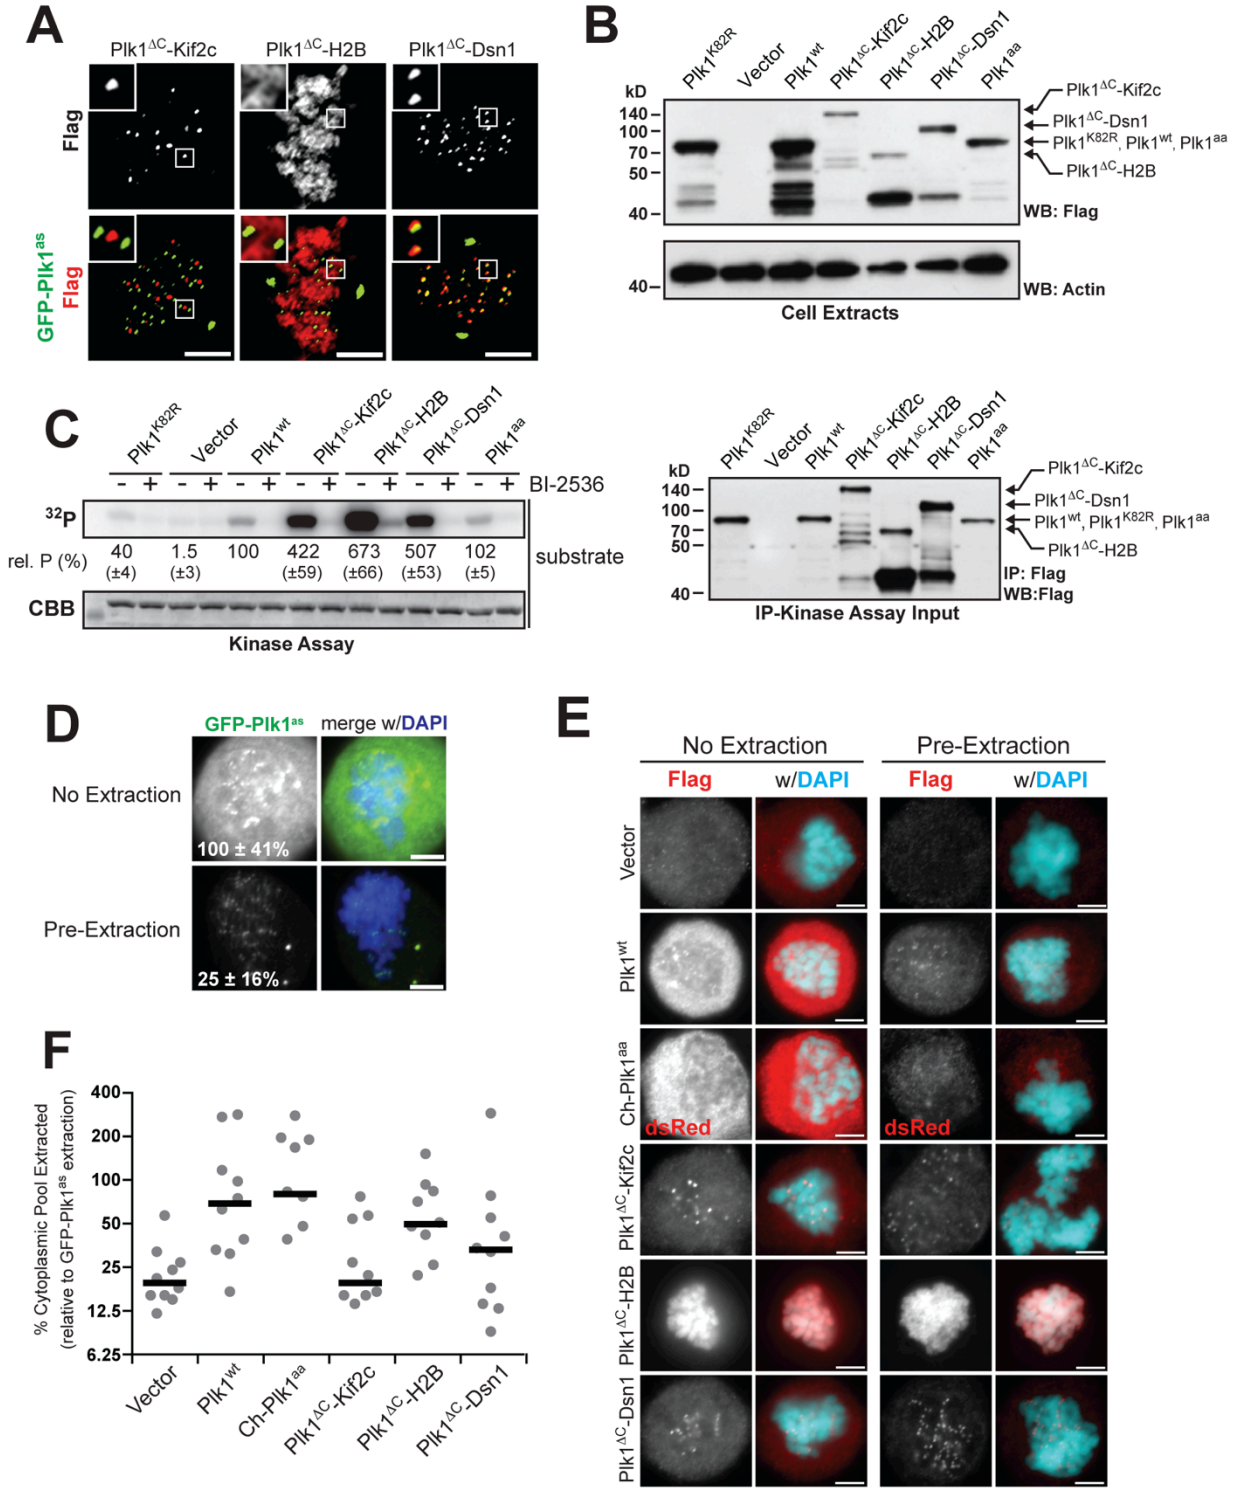 A
Plk1ΔC-Kif2c Plk1ΔC-H2B Plk1ΔC-Dsn1
Flag
GFP-Plk1as
Flag
B
Plk1K82R Vector Plk1wt Plk1ΔC-Kif2c Plk1ΔC-H2B Plk1ΔC-Dsn1 Plk1aa
kD
140
100
70
50
40
Plk1ΔC-Kif2c
Plk1ΔC-Dsn1
Plk1K82R, Plk1wt, Plk1aa
Plk1ΔC-H2B
WB: Flag
40
WB: Actin
Cell Extracts
C
Plk1K82R Vector Plk1wt Plk1ΔC-Kif2c Plk1ΔC-H2B Plk1ΔC-Dsn1 Plk1aa
- + - + - + - + - + - + - + BI-2536
32P
rel. P (%) 40 1.5 100 422 673 507 102
(±4) (±3) (±59) (±66) (±53) (±5)
substrate
CBB
Kinase Assay
Plk1K82R Vector Plk1wt Plk1ΔC-Kif2c Plk1ΔC-H2B Plk1ΔC-Dsn1 Plk1aa
kD
140
100
70
50
40
Plk1ΔC-Kif2c
Plk1ΔC-Dsn1
Plk1wt, Plk1K82R, Plk1aa
Plk1ΔC-H2B
IP: Flag
WB:Flag
IP-Kinase Assay Input
D
GFP-Plk1as merge w/DAPI
No Extraction
100 ± 41%
Pre-Extraction
25 ± 16%
E
No Extraction Pre-Extraction
Flag w/DAPI Flag w/DAPI
Vector
Plk1wt
Ch-Plk1aa
dsRed dsRed
Plk1ΔC-Kif2c
Plk1ΔC-H2B
Plk1ΔC-Dsn1
F
% Cytoplasmic Pool Extracted
(relative to GFP-Plk1as extraction)
400
200
100
50
25
12.5
6.25
Vector Plk1wt Ch-Plk1aa Plk1ΔC-Kif2c Plk1ΔC-H2B Plk1ΔC-Dsn1